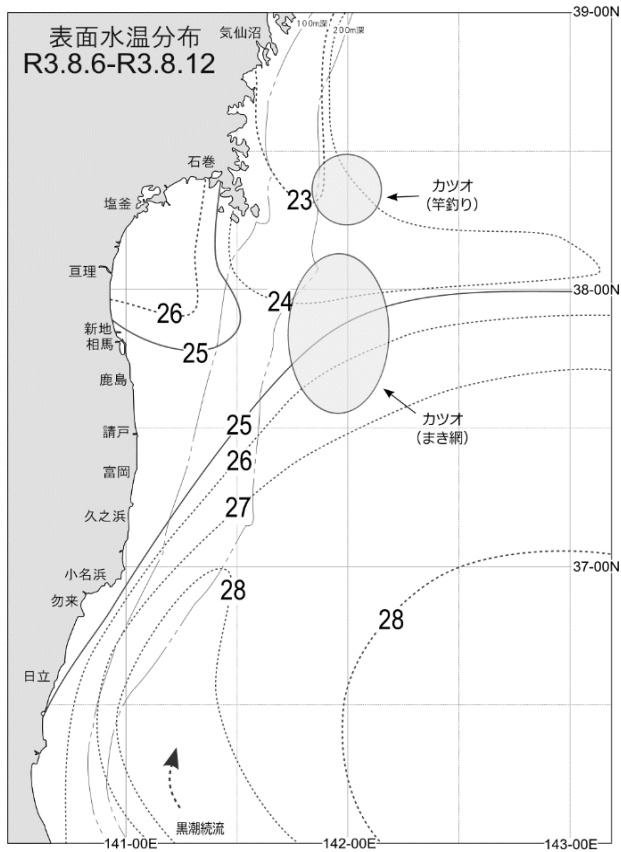 表面水温分布
R3.8.6-R3.8.12
気仙沼
100m深
200m深
39-00N
石巻
塩釜
23
カツオ
(竿釣り)
亘理
24
38-00N
26
新地
相馬
25
鹿島
カツオ
(まき網)
25
請戸
26
富岡
27
久之浜
小名浜
37-00N
勿来
28
28
日立
黒潮続流
141-00E
142-00E
143-00E